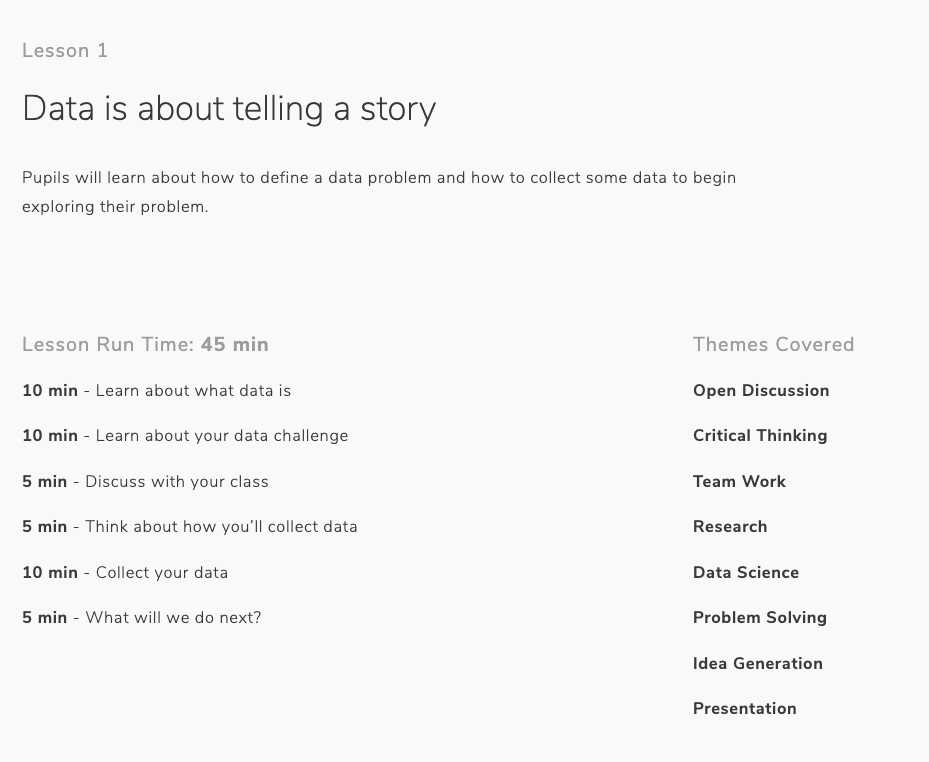 Lesson 1
Data is about telling a story
Pupils will learn about how to define a data problem and how to collect some data to begin
exploring their problem.
Lesson Run Time: 45 min
10 min - Learn about what data is
10 min - Learn about your data challenge
5 min - Discuss with your class
5 min - Think about how you’ll collect data
10 min - Collect your data
5 min - What will we do next?
Themes Covered
Open Discussion
Critical Thinking
Team Work
Research
Data Science
Problem Solving
Idea Generation
Presentation